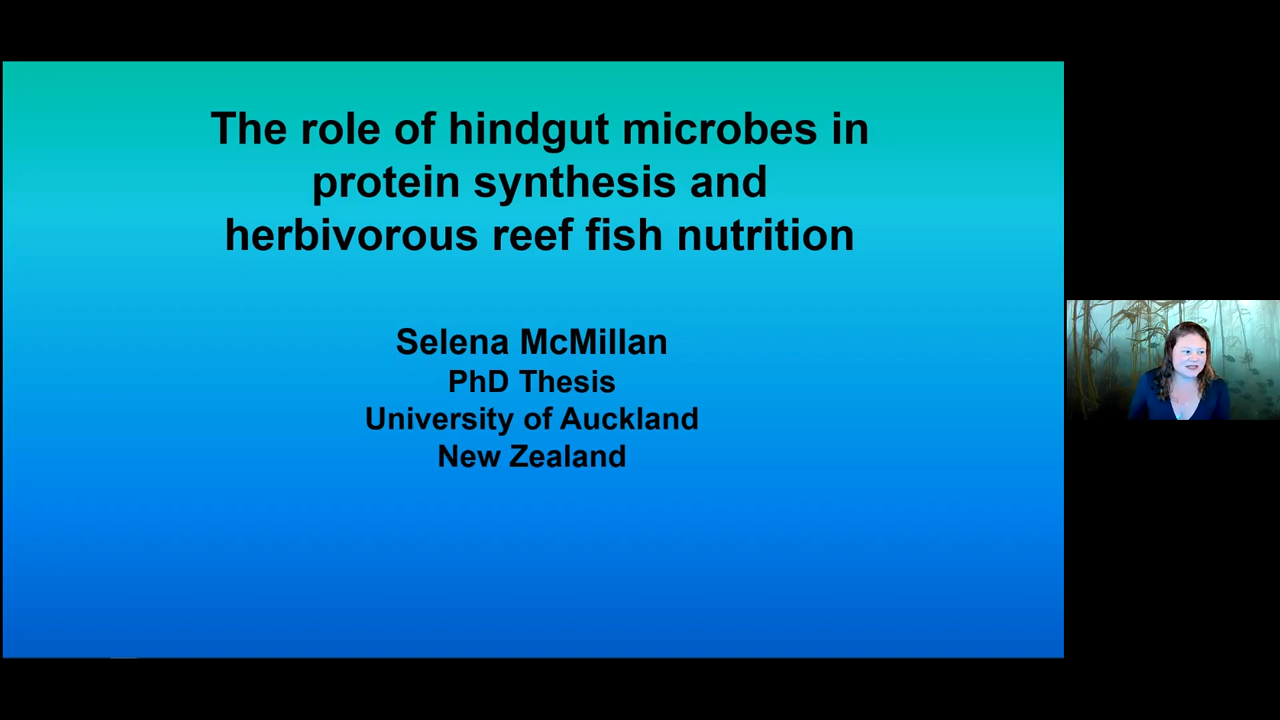 The role of hindgut microbes in
protein synthesis and
herbivorous reef fish nutrition
Selena McMillan
PhD Thesis
University of Auckland
New Zealand